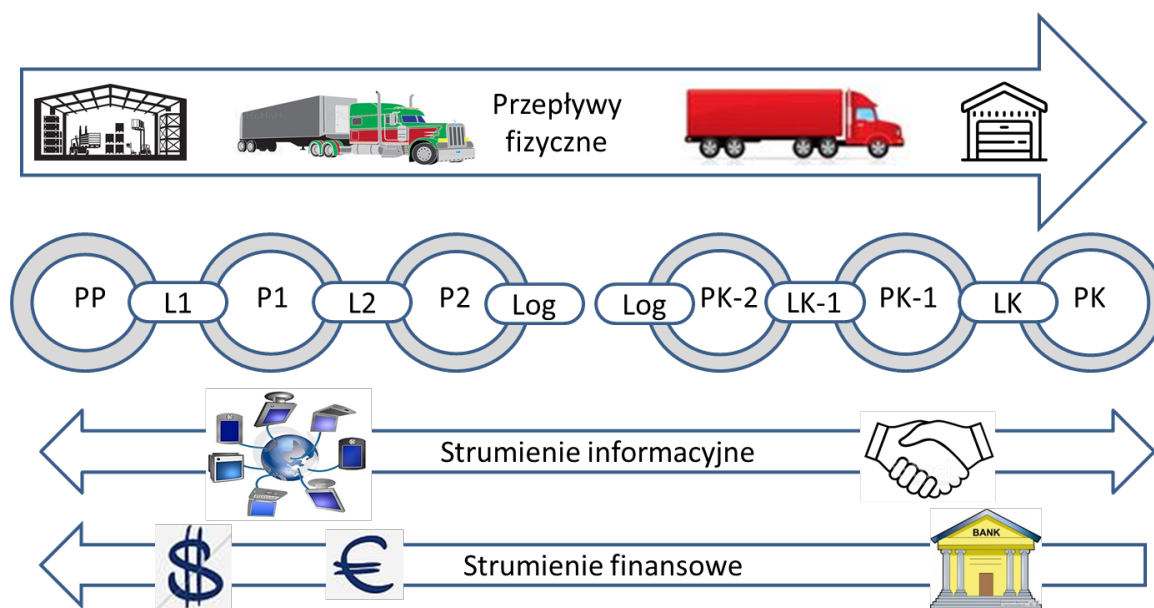 Przepływy
fizyczne
PP L1 P1 L2 P2 Log Log PK-2 LK-1 PK-1 LK PK
Strumienie informacyjne
$ €
BANK
Strumienie finansowe